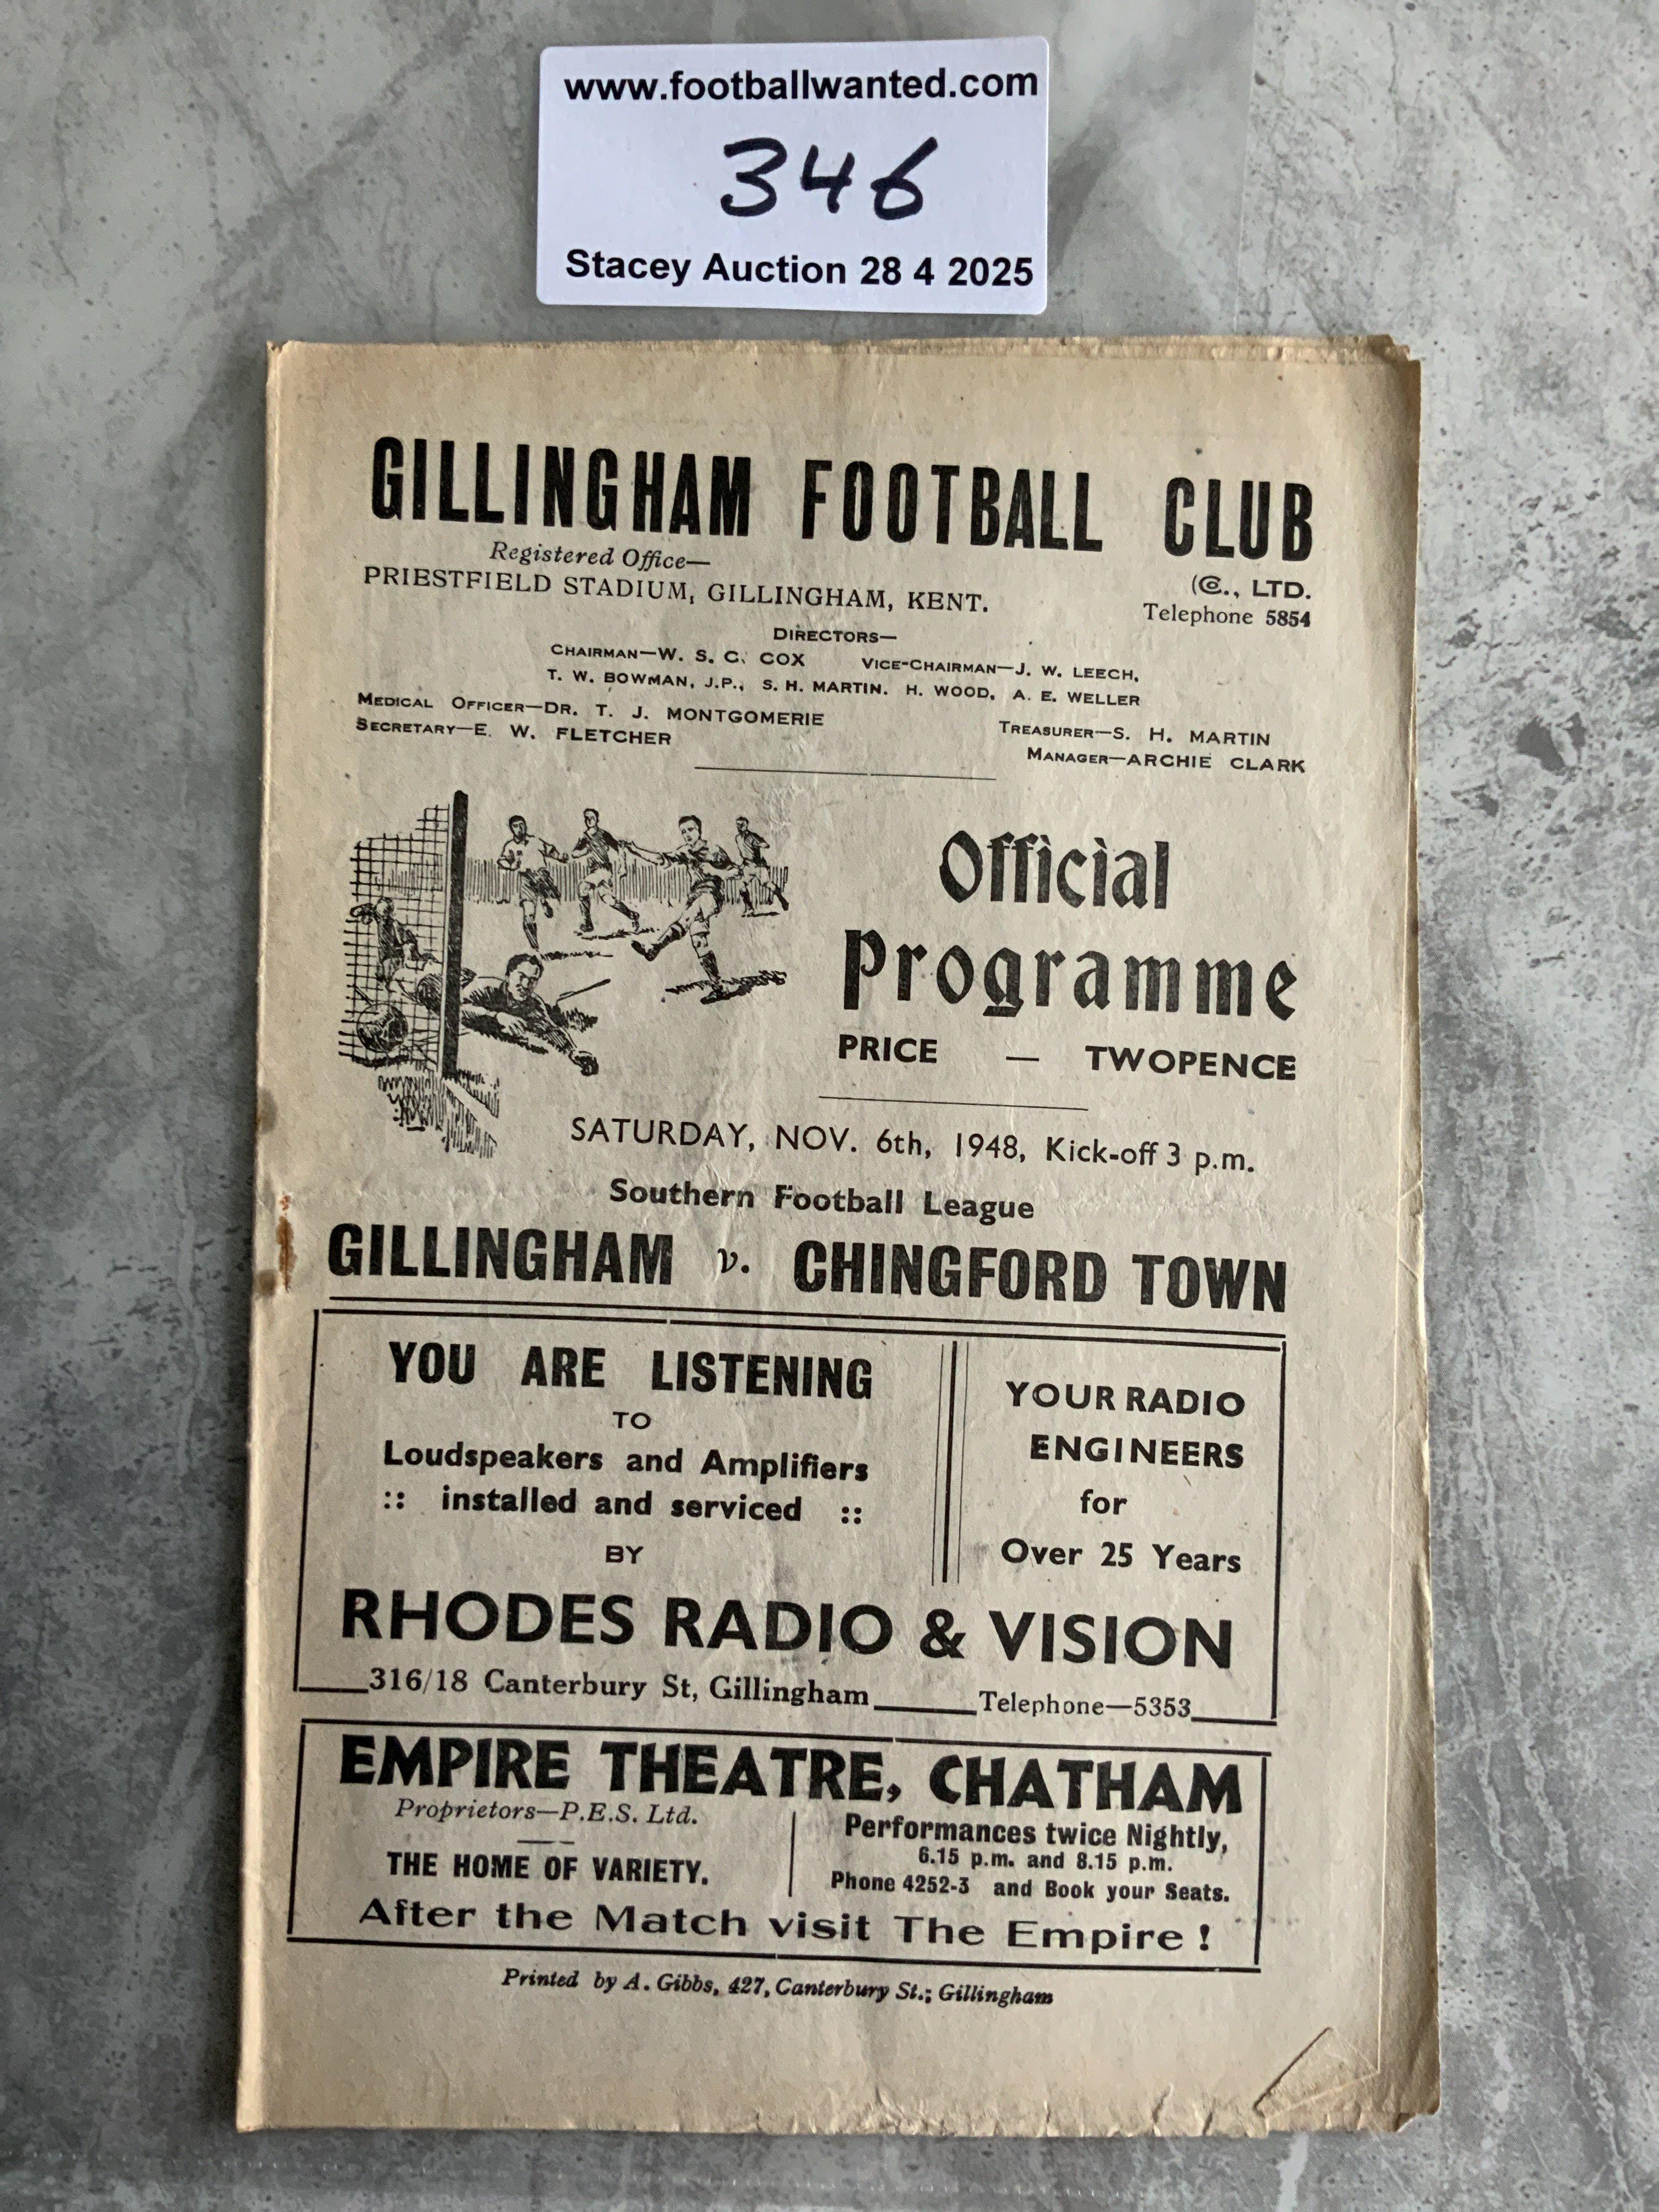 www.footballwanted.com
346
Stacey Auction 28 4 2025
GILLINGHAM FOOTBALL CLUB
Registered Office—
(Co., LTD.
PRIESTFIELD STADIUM, GILLINGHAM, KENT.
Telephone 5854
DIRECTORS—
CHAIRMAN—W. S. C. COX VICE-CHAIRMAN—J. W. LEECH,
T. W. BOWMAN, J.P., S. H. MARTIN. H. WOOD, A. E. WELLER
MEDICAL OFFICER—DR. T. J. MONTGOMERIE
TREASURER—S. H. MARTIN
SECRETARY—E. W. FLETCHER
MANAGER—ARCHIE CLARK
Official
Programme
PRICE — TWOPENCE
SATURDAY, NOV. 6th, 1948, Kick-off 3 p.m.
Southern Football League
GILLINGHAM v. CHINGFORD TOWN
YOU ARE LISTENING
TO
Loudspeakers and Amplifiers
:: installed and serviced ::
BY
YOUR RADIO
ENGINEERS
for
Over 25 Years
RHODES RADIO & VISION
316/18 Canterbury St, Gillingham Telephone—5353
EMPIRE THEATRE, CHATHAM
Proprietors—P.E.S. Ltd.
THE HOME OF VARIETY.
Performances twice Nightly,
6.15 p.m. and 8.15 p.m.
Phone 4252-3 and Book your Seats.
After the Match visit The Empire !
Printed by A. Gibbs, 427, Canterbury St.; Gillingham